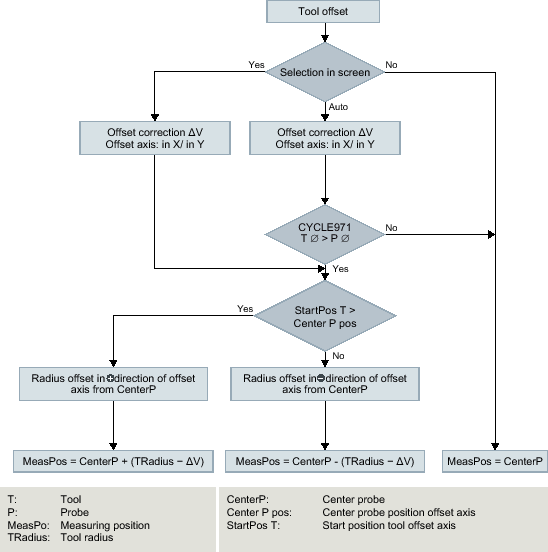 Tool offset
Yes
Selection in screen
No
Auto
Offset correction ΔV
Offset axis: in X/ in Y
Offset correction ΔV
Offset axis: in X/ in Y
CYCLE971
T ∅ > P ∅
No
Yes
StartPos T >
Center P pos
Yes
No
Radius offset in direction of offset
axis from CenterP
Radius offset in direction of offset
axis from CenterP
MeasPos = CenterP + (TRadius − ΔV)
MeasPos = CenterP - (TRadius − ΔV)
MeasPos = CenterP
T: Tool
P: Probe
MeasPo: Measuring position
TRadius: Tool radius
CenterP: Center probe
Center P pos: Center probe position offset axis
StartPos T: Start position tool offset axis